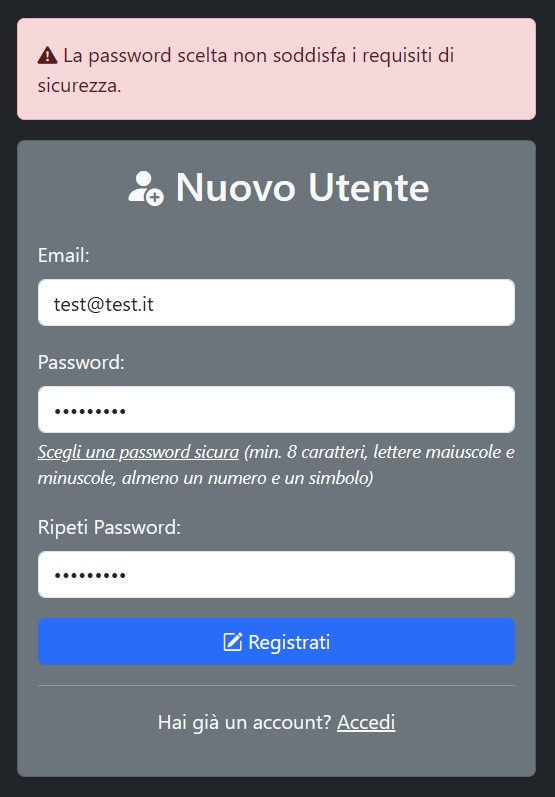 La password scelta non soddisfa i requisiti di
sicurezza.
Nuovo Utente
Email:
test@test.it
Password:
•••••••••
Scegli una password sicura (min. 8 caratteri, lettere maiuscole e
minuscole, almeno un numero e un simbolo)
Ripeti Password:
•••••••••
Registrati
Hai già un account? Accedi